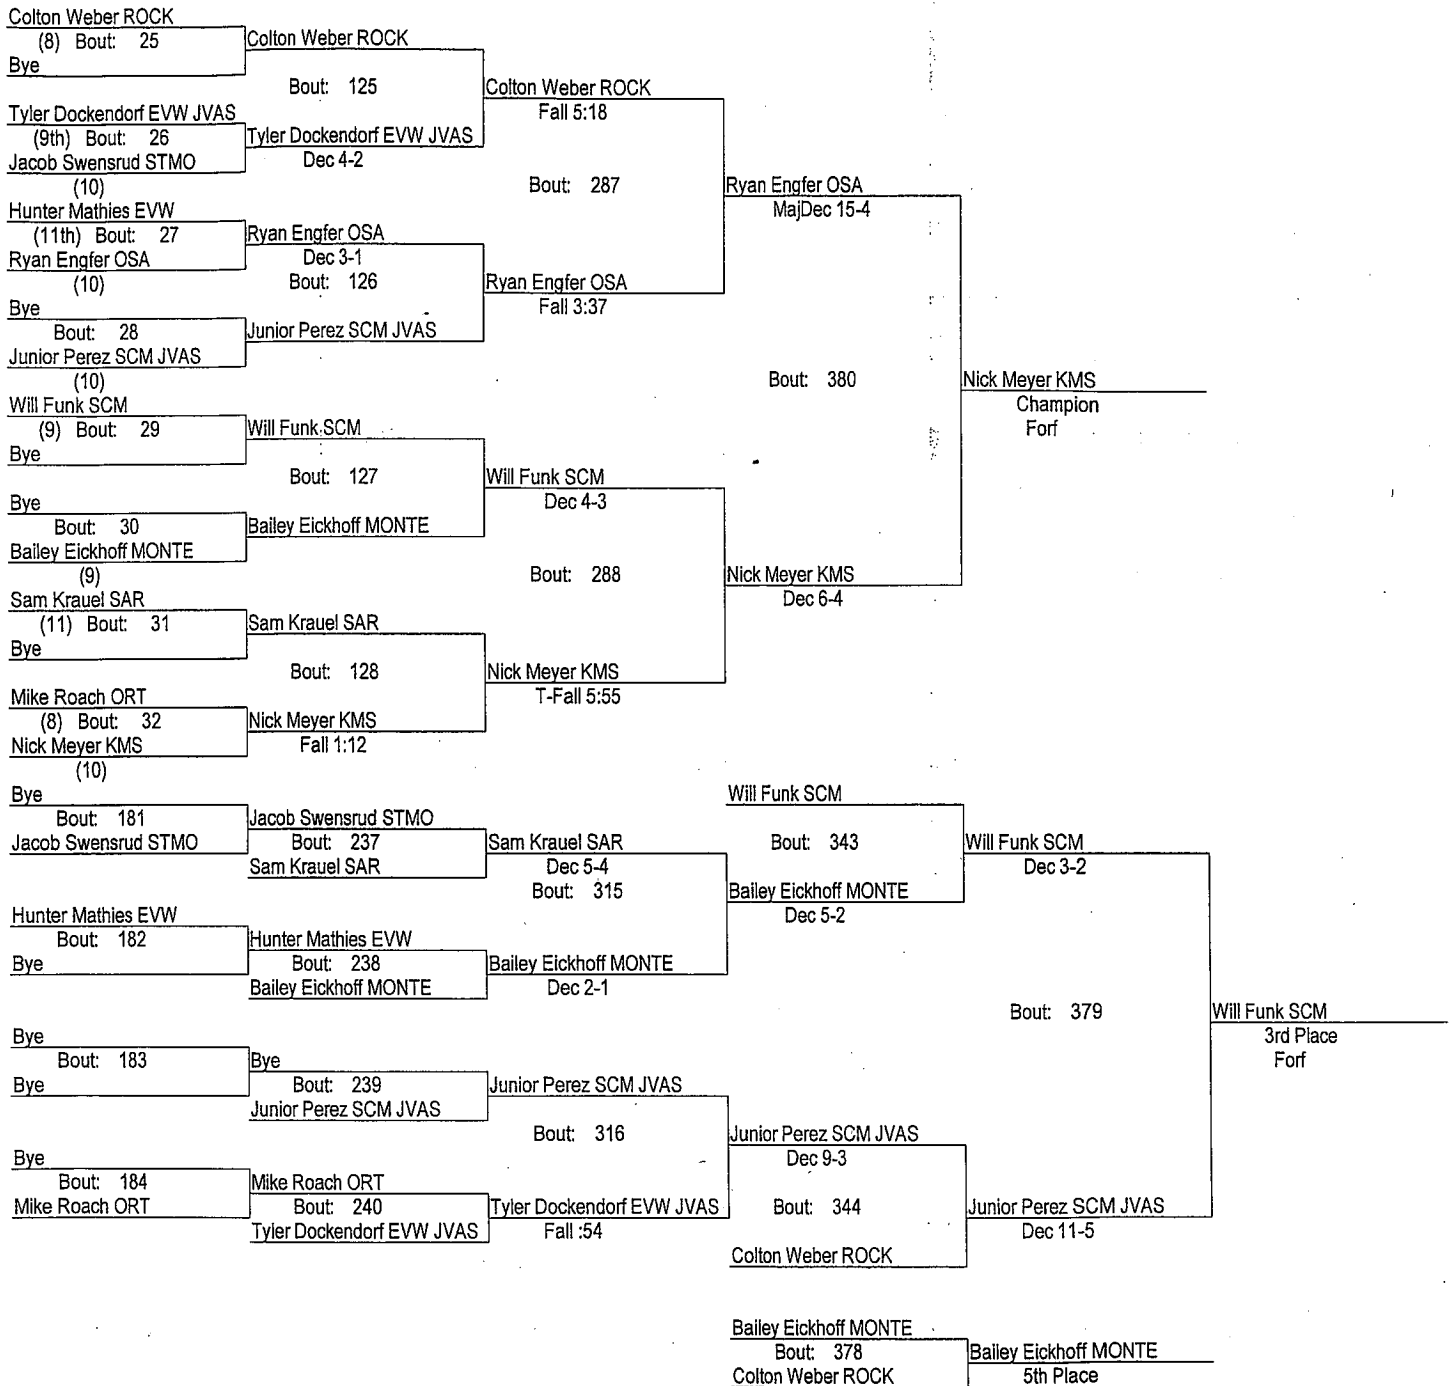 Colton Weber ROCK
(8) Bout: 25
Bye
Colton Weber ROCK
Bout: 125
Tyler Dockendorf EVW JVAS
(9th) Bout: 26
Jacob Swensrud STMO
(10)
Tyler Dockendorf EVW JVAS
Dec 4-2
Colton Weber ROCK
Fall 5:18
Bout: 287
Hunter Mathies EVW
(11th) Bout: 27
Ryan Engfer OSA
(10)
Ryan Engfer OSA
Dec 3-1
Bout: 126
Bye
Bout: 28
Junior Perez SCM JVAS
(10)
Junior Perez SCM JVAS
Ryan Engfer OSA
Fall 3:37
Ryan Engfer OSA
MajDec 15-4
Bout: 380
Will Funk SCM
(9) Bout: 29
Bye
Will Funk SCM
Bout: 127
Bye
Bout: 30
Bailey Eickhoff MONTE
(9)
Bailey Eickhoff MONTE
Will Funk SCM
Dec 4-3
Bout: 288
Sam Krauel SAR
(11) Bout: 31
Bye
Sam Krauel SAR
Bout: 128
Mike Roach ORT
(8) Bout: 32
Nick Meyer KMS
(10)
Nick Meyer KMS
Fall 1:12
Nick Meyer KMS
T-Fall 5:55
Nick Meyer KMS
Dec 6-4
Nick Meyer KMS
Champion
Forf
Bye
Bout: 181
Jacob Swensrud STMO
Jacob Swensrud STMO
Bout: 237
Sam Krauel SAR
Sam Krauel SAR
Dec 5-4
Bout: 315
Hunter Mathies EVW
Bout: 182
Bye
Hunter Mathies EVW
Bout: 238
Bailey Eickhoff MONTE
Bailey Eickhoff MONTE
Dec 2-1
Will Funk SCM
Bout: 343
Bailey Eickhoff MONTE
Dec 5-2
Will Funk SCM
Dec 3-2
Bout: 379
Bye
Bout: 183
Bye
Bye
Bout: 239
Junior Perez SCM JVAS
Junior Perez SCM JVAS
Bout: 316
Bye
Bout: 184
Mike Roach ORT
Mike Roach ORT
Bout: 240
Tyler Dockendorf EVW JVAS
Tyler Dockendorf EVW JVAS
Fall :54
Junior Perez SCM JVAS
Dec 9-3
Bout: 344
Colton Weber ROCK
Junior Perez SCM JVAS
Dec 11-5
Will Funk SCM
3rd Place
Forf
Bailey Eickhoff MONTE
Bout: 378
Colton Weber ROCK
Bailey Eickhoff MONTE
5th Place